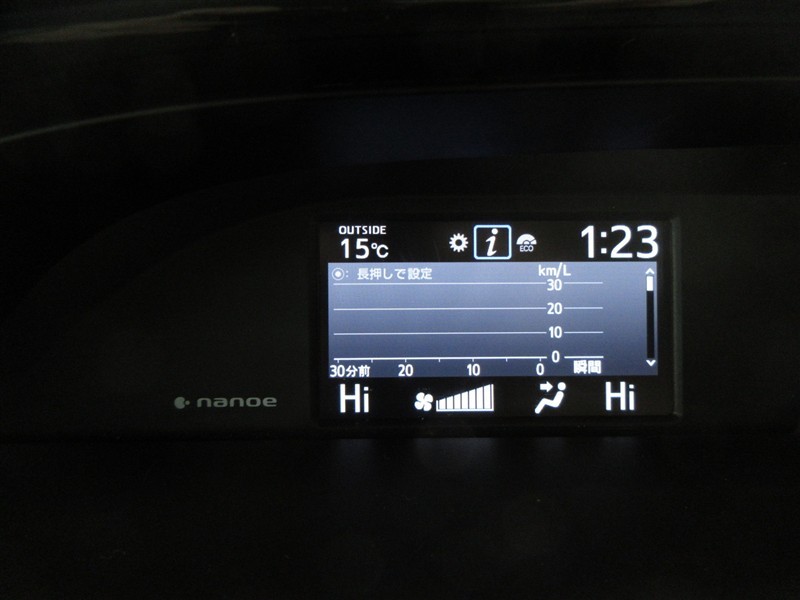 OUTSIDE
15℃
i
ECO
1:23
◉: 長押しで設定
km/L
30
20
10
0
30分前 20 10 0 瞬間
Hi
Hi
nanoe